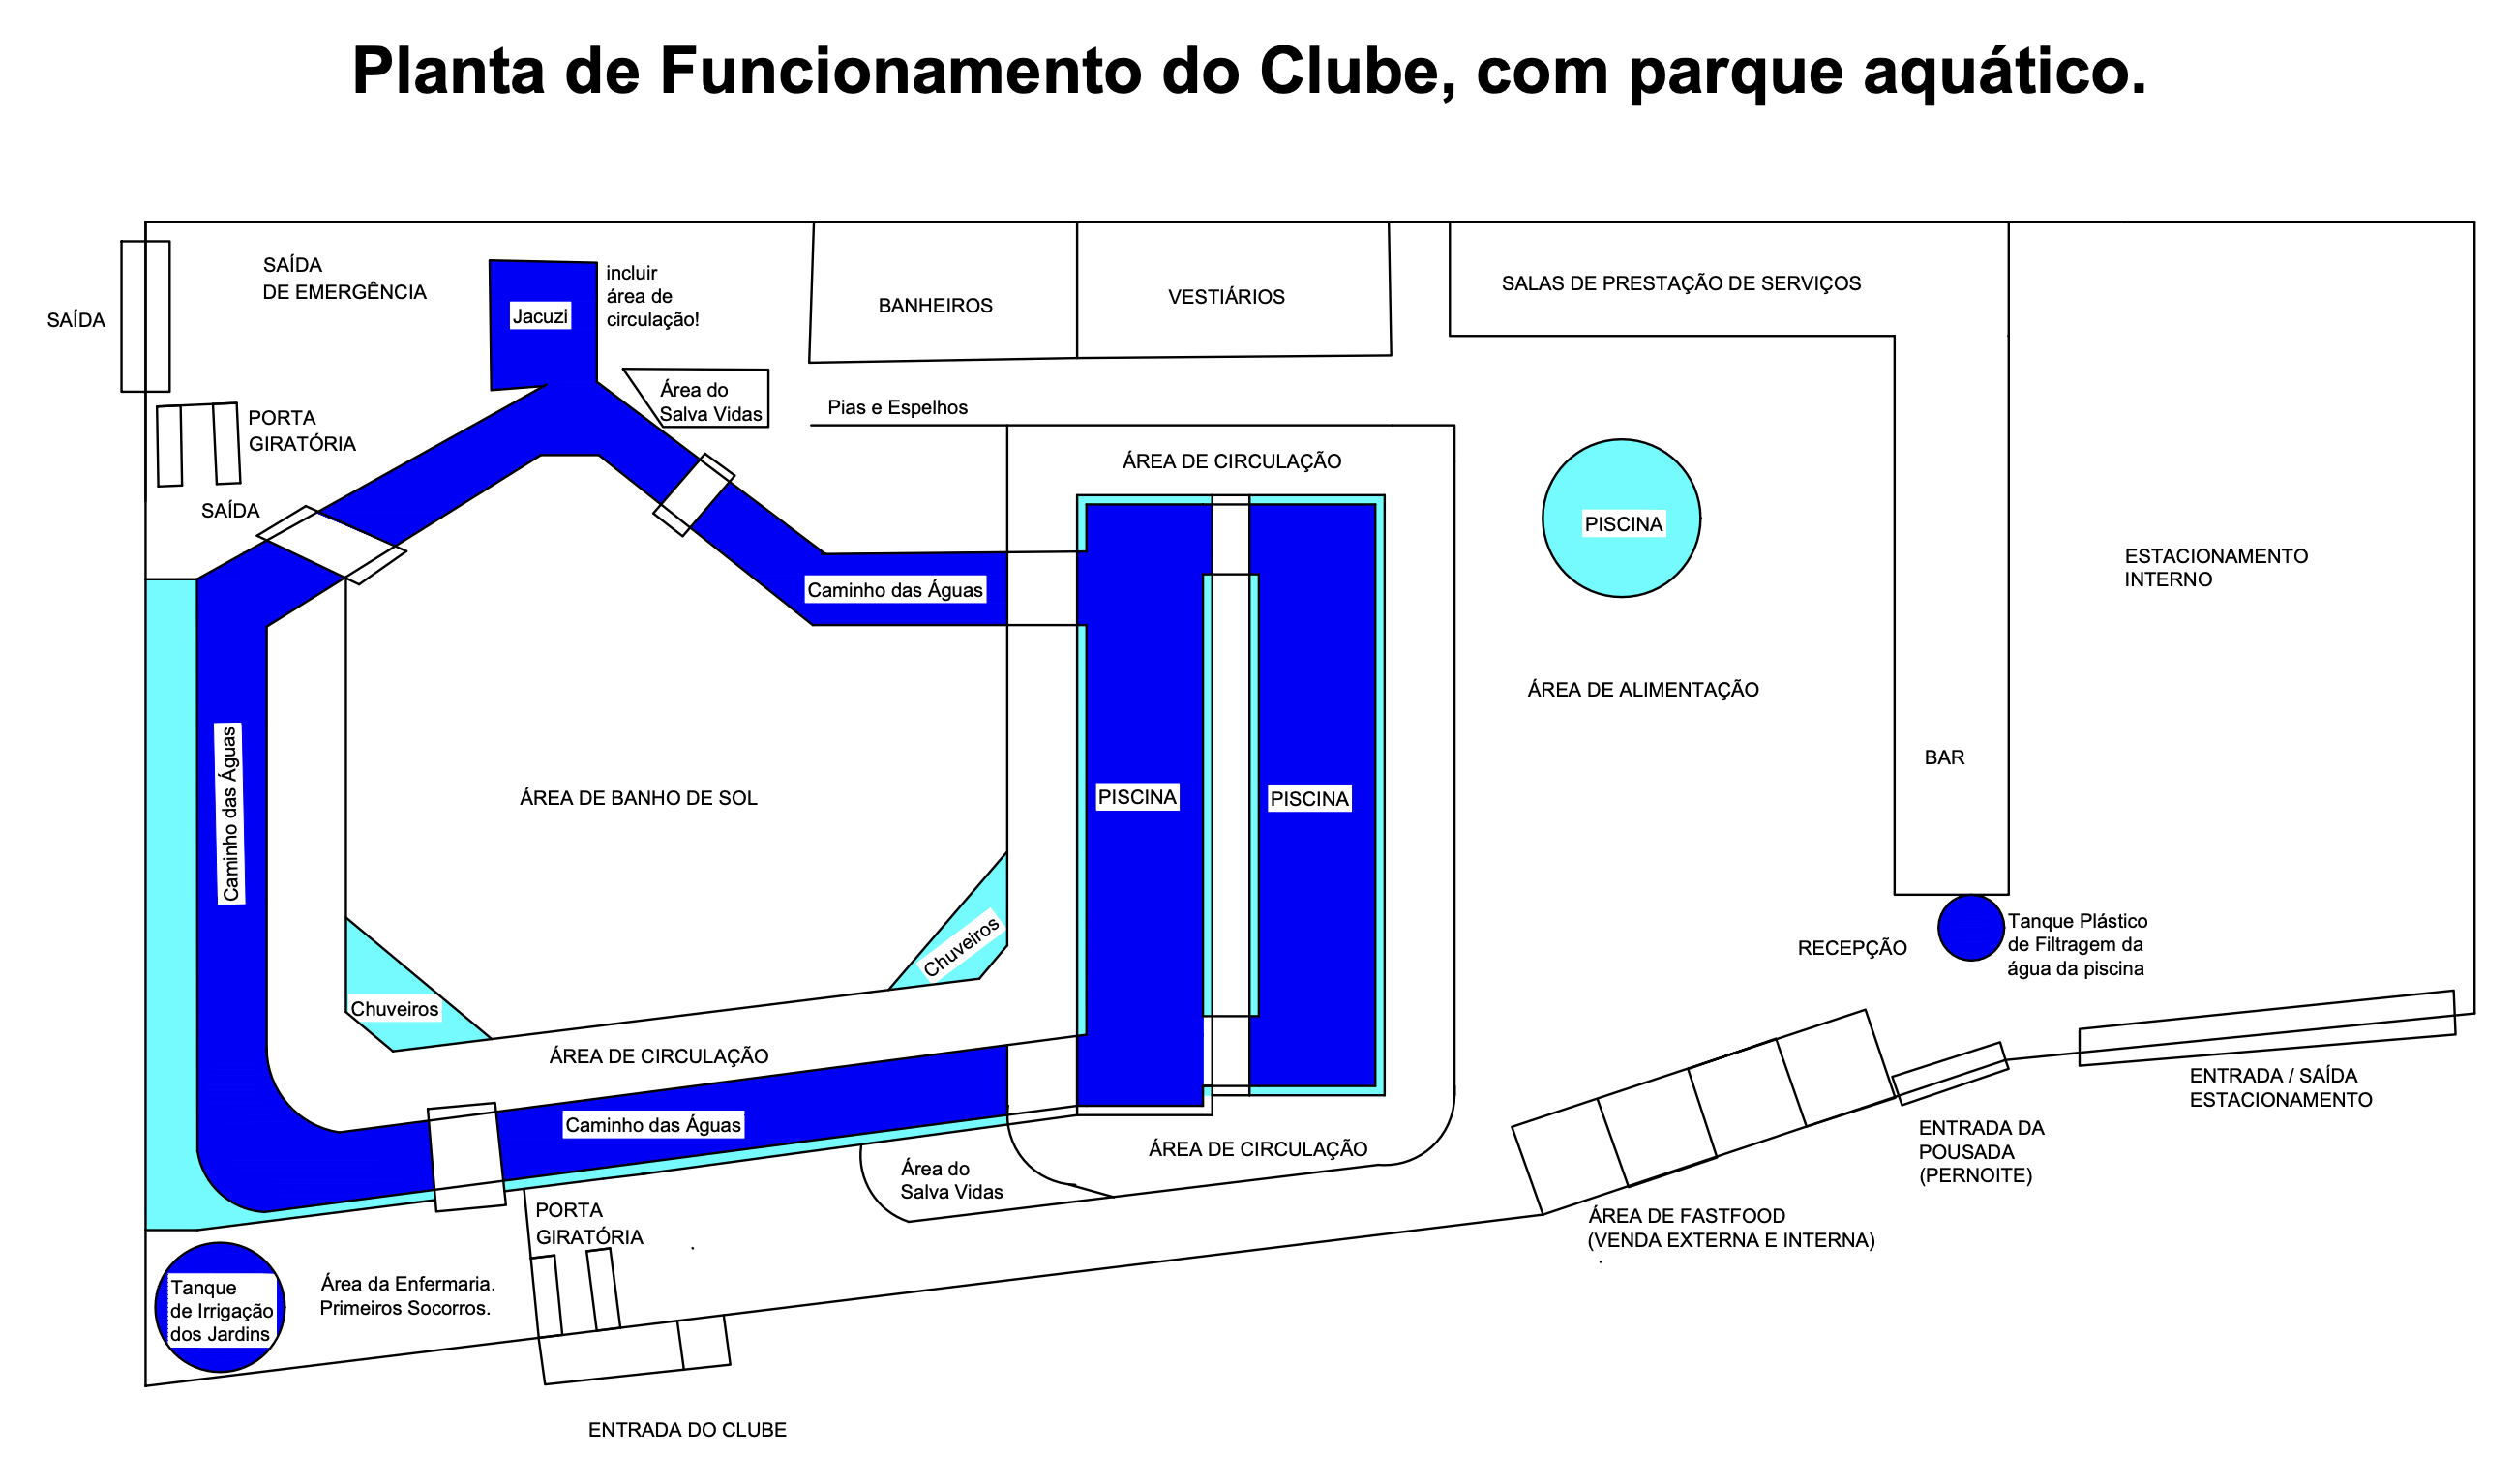 Planta de Funcionamento do Clube, com parque aquático.
SAÍDA
DE EMERGÊNCIA
SAÍDA
Jacuzi
incluir
área de
circulação!
BANHEIROS
VESTIÁRIOS
SALAS DE PRESTAÇÃO DE SERVIÇOS
PORTA
GIRATÓRIA
Área do
Salva Vidas
Pias e Espelhos
SAÍDA
ÁREA DE CIRCULAÇÃO
PISCINA
Caminho das Águas
ESTACIONAMENTO
INTERNO
ÁREA DE ALIMENTAÇÃO
Caminho das Águas
ÁREA DE BANHO DE SOL
PISCINA
PISCINA
BAR
Chuveiros
Chuveiros
RECEPÇÃO
Tanque Plástico
de Filtragem da
água da piscina
ÁREA DE CIRCULAÇÃO
Caminho das Águas
ÁREA DE CIRCULAÇÃO
Área do
Salva Vidas
ENTRADA / SAÍDA
ESTACIONAMENTO
ENTRADA DA
POUSADA
(PERNOITE)
PORTA
GIRATÓRIA
ÁREA DE FASTFOOD
(VENDA EXTERNA E INTERNA)
Tanque
de Irrigação
dos Jardins
Área da Enfermaria.
Primeiros Socorros.
ENTRADA DO CLUBE